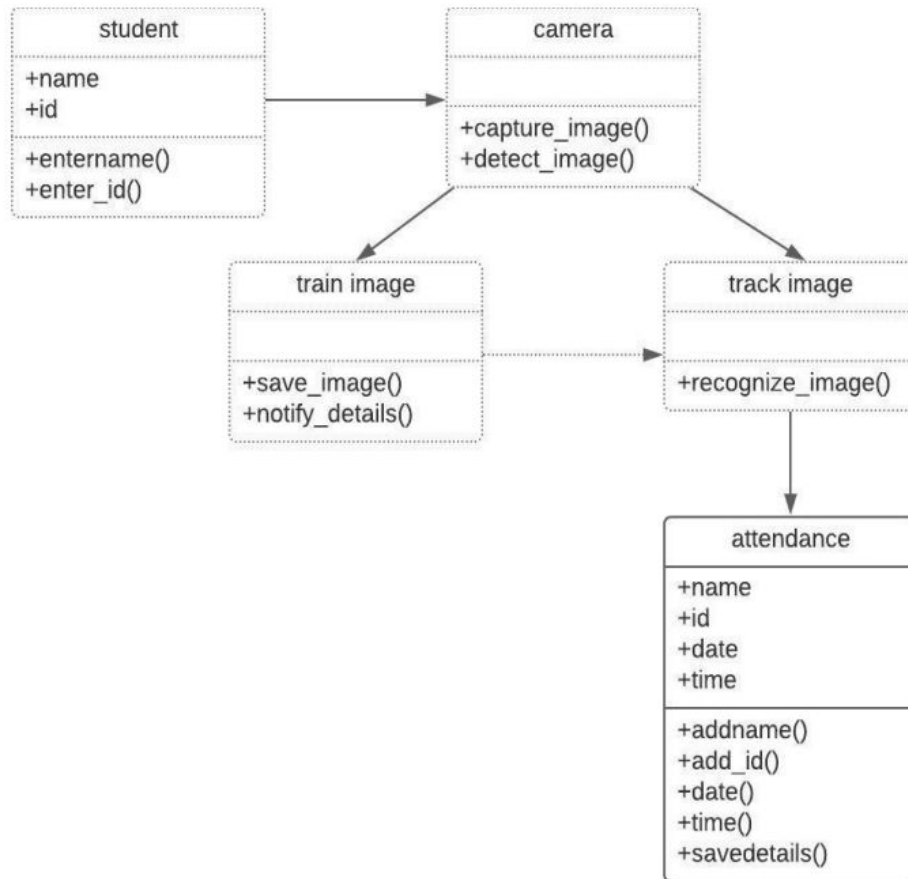 student
+name
+id
+entername()
+enter_id()
camera
+capture_image()
+detect_image()
train image
+save_image()
+notify_details()
track image
+recognize_image()
attendance
+name
+id
+date
+time
+addname()
+add_id()
+date()
+time()
+savedetails()